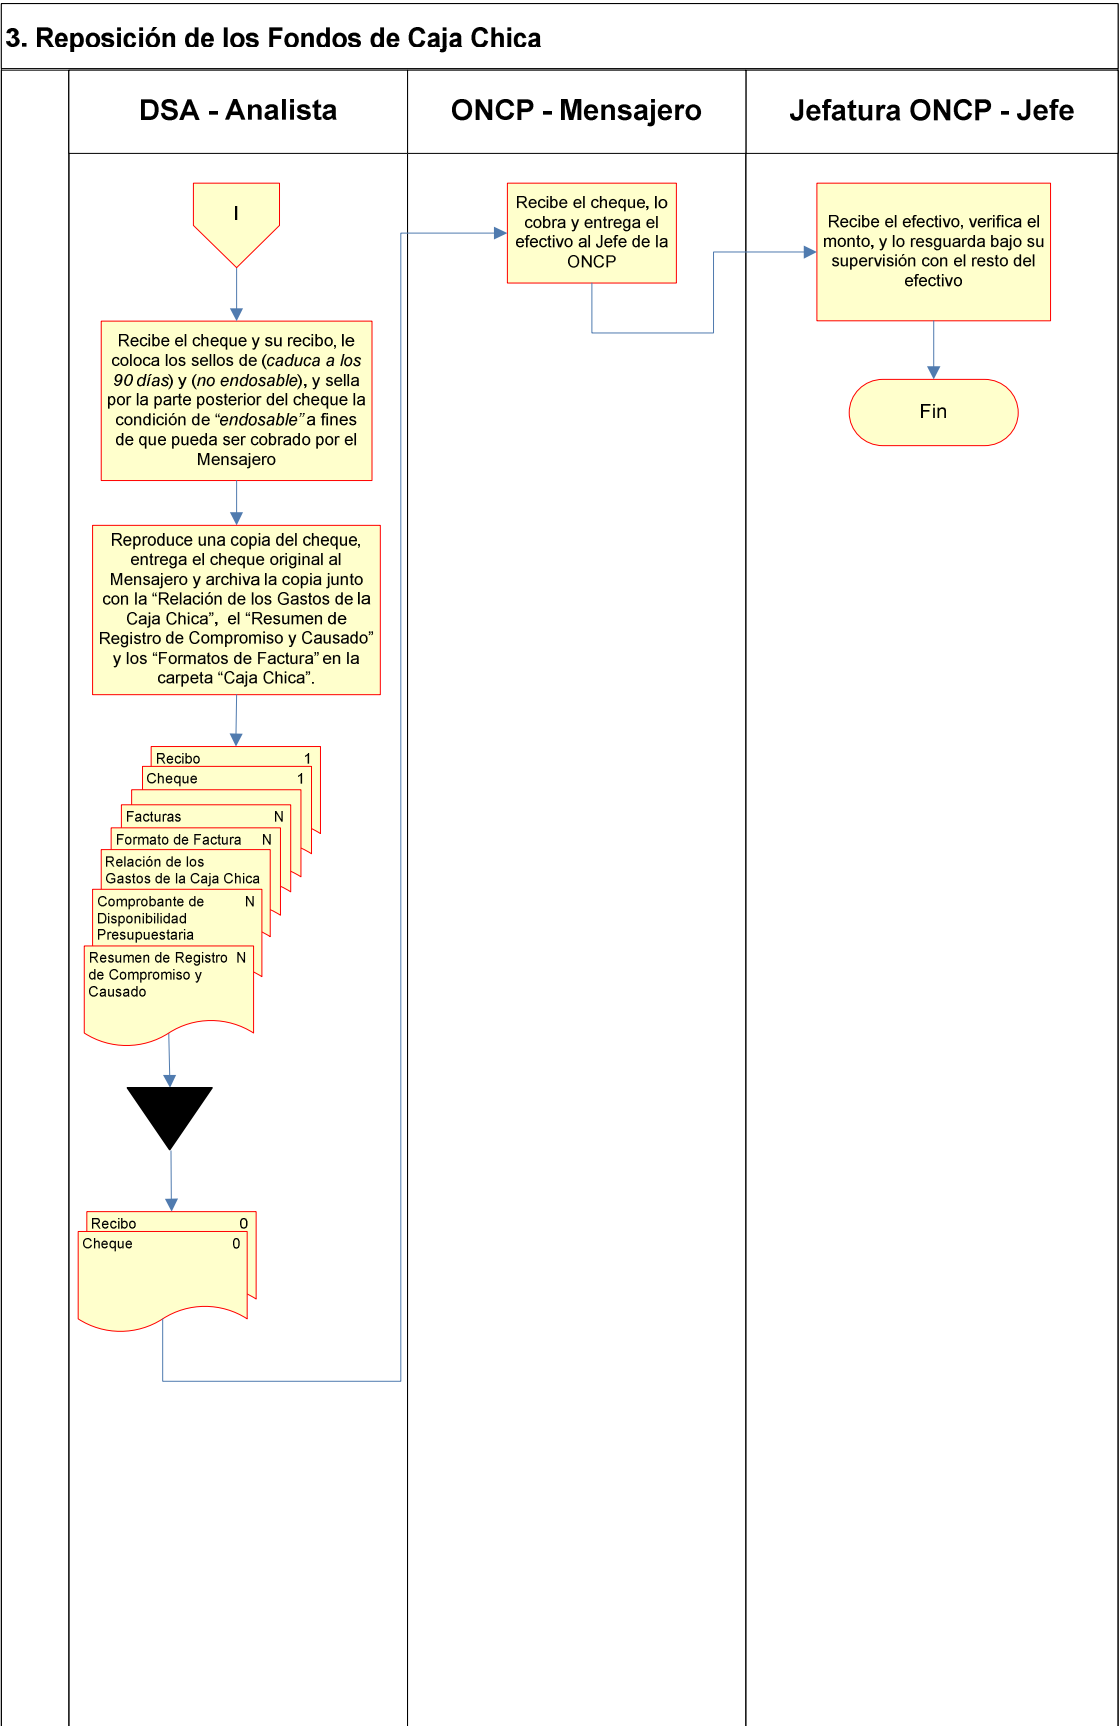 3. Reposición de los Fondos de Caja Chica
DSA - Analista
ONCP - Mensajero
Jefatura ONCP - Jefe
I
Recibe el cheque y su recibo, le
coloca los sellos de (caduca a los
90 días) y (no endosable), y sella
por la parte posterior del cheque la
condición de “endosable” a fines
de que pueda ser cobrado por el
Mensajero
Reproduce una copia del cheque,
entrega el cheque original al
Mensajero y archiva la copia junto
con la “Relación de los Gastos de la
Caja Chica”, el “Resumen de
Registro de Compromiso y Causado”
y los “Formatos de Factura” en la
carpeta “Caja Chica”.
Recibo 1
Cheque 1
Facturas N
Formato de Factura N
Relación de los
Gastos de la Caja Chica
Comprobante de N
Disponibilidad
Presupuestaria
Resumen de Registro N
de Compromiso y
Causado
Recibo 0
Cheque 0
Recibe el cheque, lo
cobra y entrega el
efectivo al Jefe de la
ONCP
Recibe el efectivo, verifica el
monto, y lo resguarda bajo su
supervisión con el resto del
efectivo
Fin